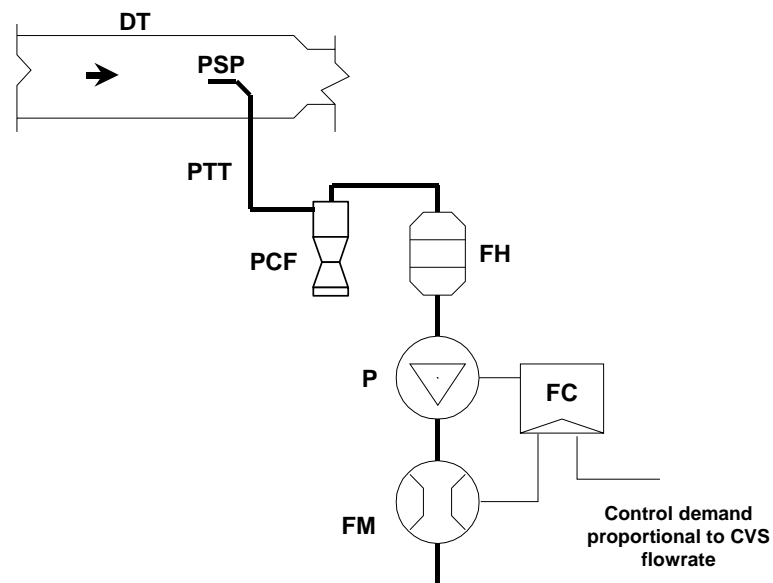 DT
PSP
PTT
PCF
FH
P
FC
FM
Control demand
proportional to CVS
flowrate